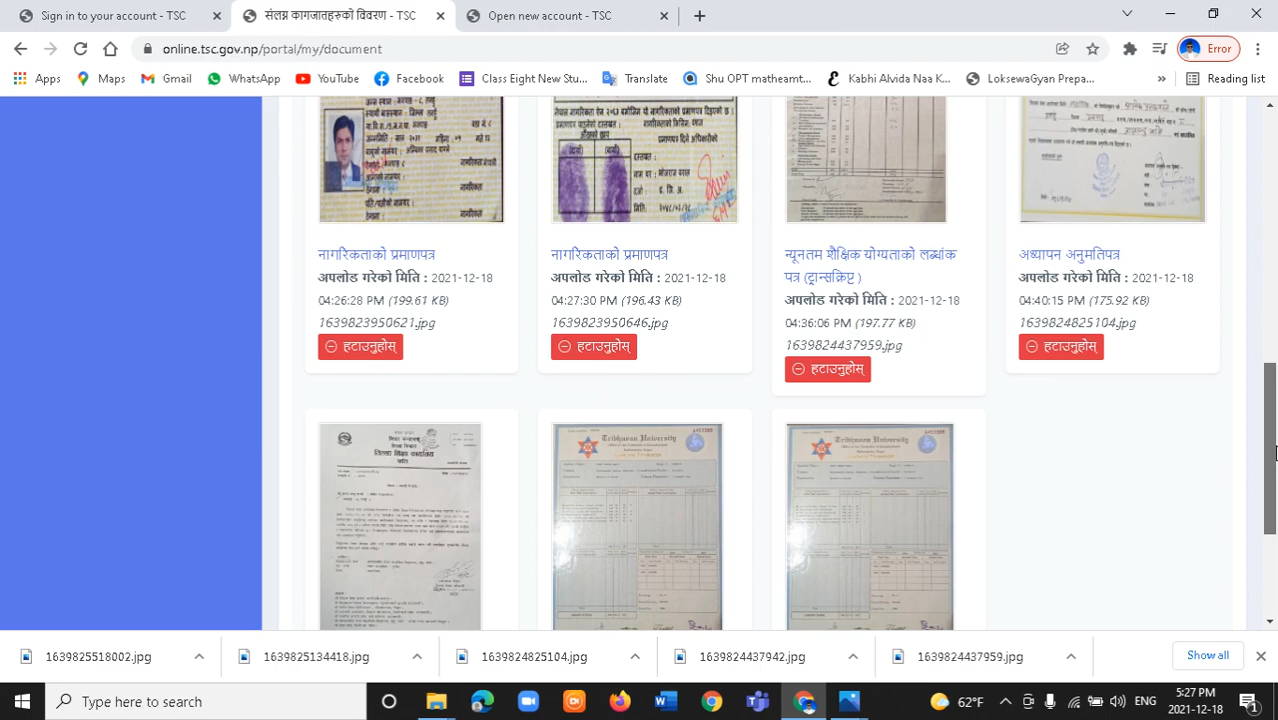 Sign in to your account - TSC
संलग्न कागजातहरुको विवरण - TSC
Open new account - TSC
online.tsc.gov.np/portal/my/document
Error
Apps
Maps
Gmail
WhatsApp
YouTube
Facebook
Class Eight New Stu...
Translate
SH OPT matheamt...
Kabhi Alvida Naa K...
LoksewaGyan Prepa...
»
Reading list
नागरिकताको प्रमाणपत्र
अपलोड गरेको मिति : 2021-12-18
04:26:28 PM (199.61 KB)
1639823950621.jpg
हटाउनुहोस्
नागरिकताको प्रमाणपत्र
अपलोड गरेको मिति : 2021-12-18
04:27:30 PM (196.43 KB)
1639823950646.jpg
हटाउनुहोस्
न्यूनतम शैक्षिक योग्यताको लब्धांक
पत्र (ट्रान्सक्रिप्ट )
अपलोड गरेको मिति : 2021-12-18
04:36:06 PM (197.77 KB)
1639824437959.jpg
हटाउनुहोस्
अध्यापन अनुमतिपत्र
अपलोड गरेको मिति : 2021-12-18
04:40:15 PM (175.92 KB)
1639824825104.jpg
हटाउनुहोस्
Tribhuvan University
Tribhuvan University
1639825518002.jpg
1639825134418.jpg
1639824825104.jpg
1639824437942.jpg
1639824437959.jpg
Show all
Type here to search
62°F
ENG
5:27 PM
2021-12-18
1